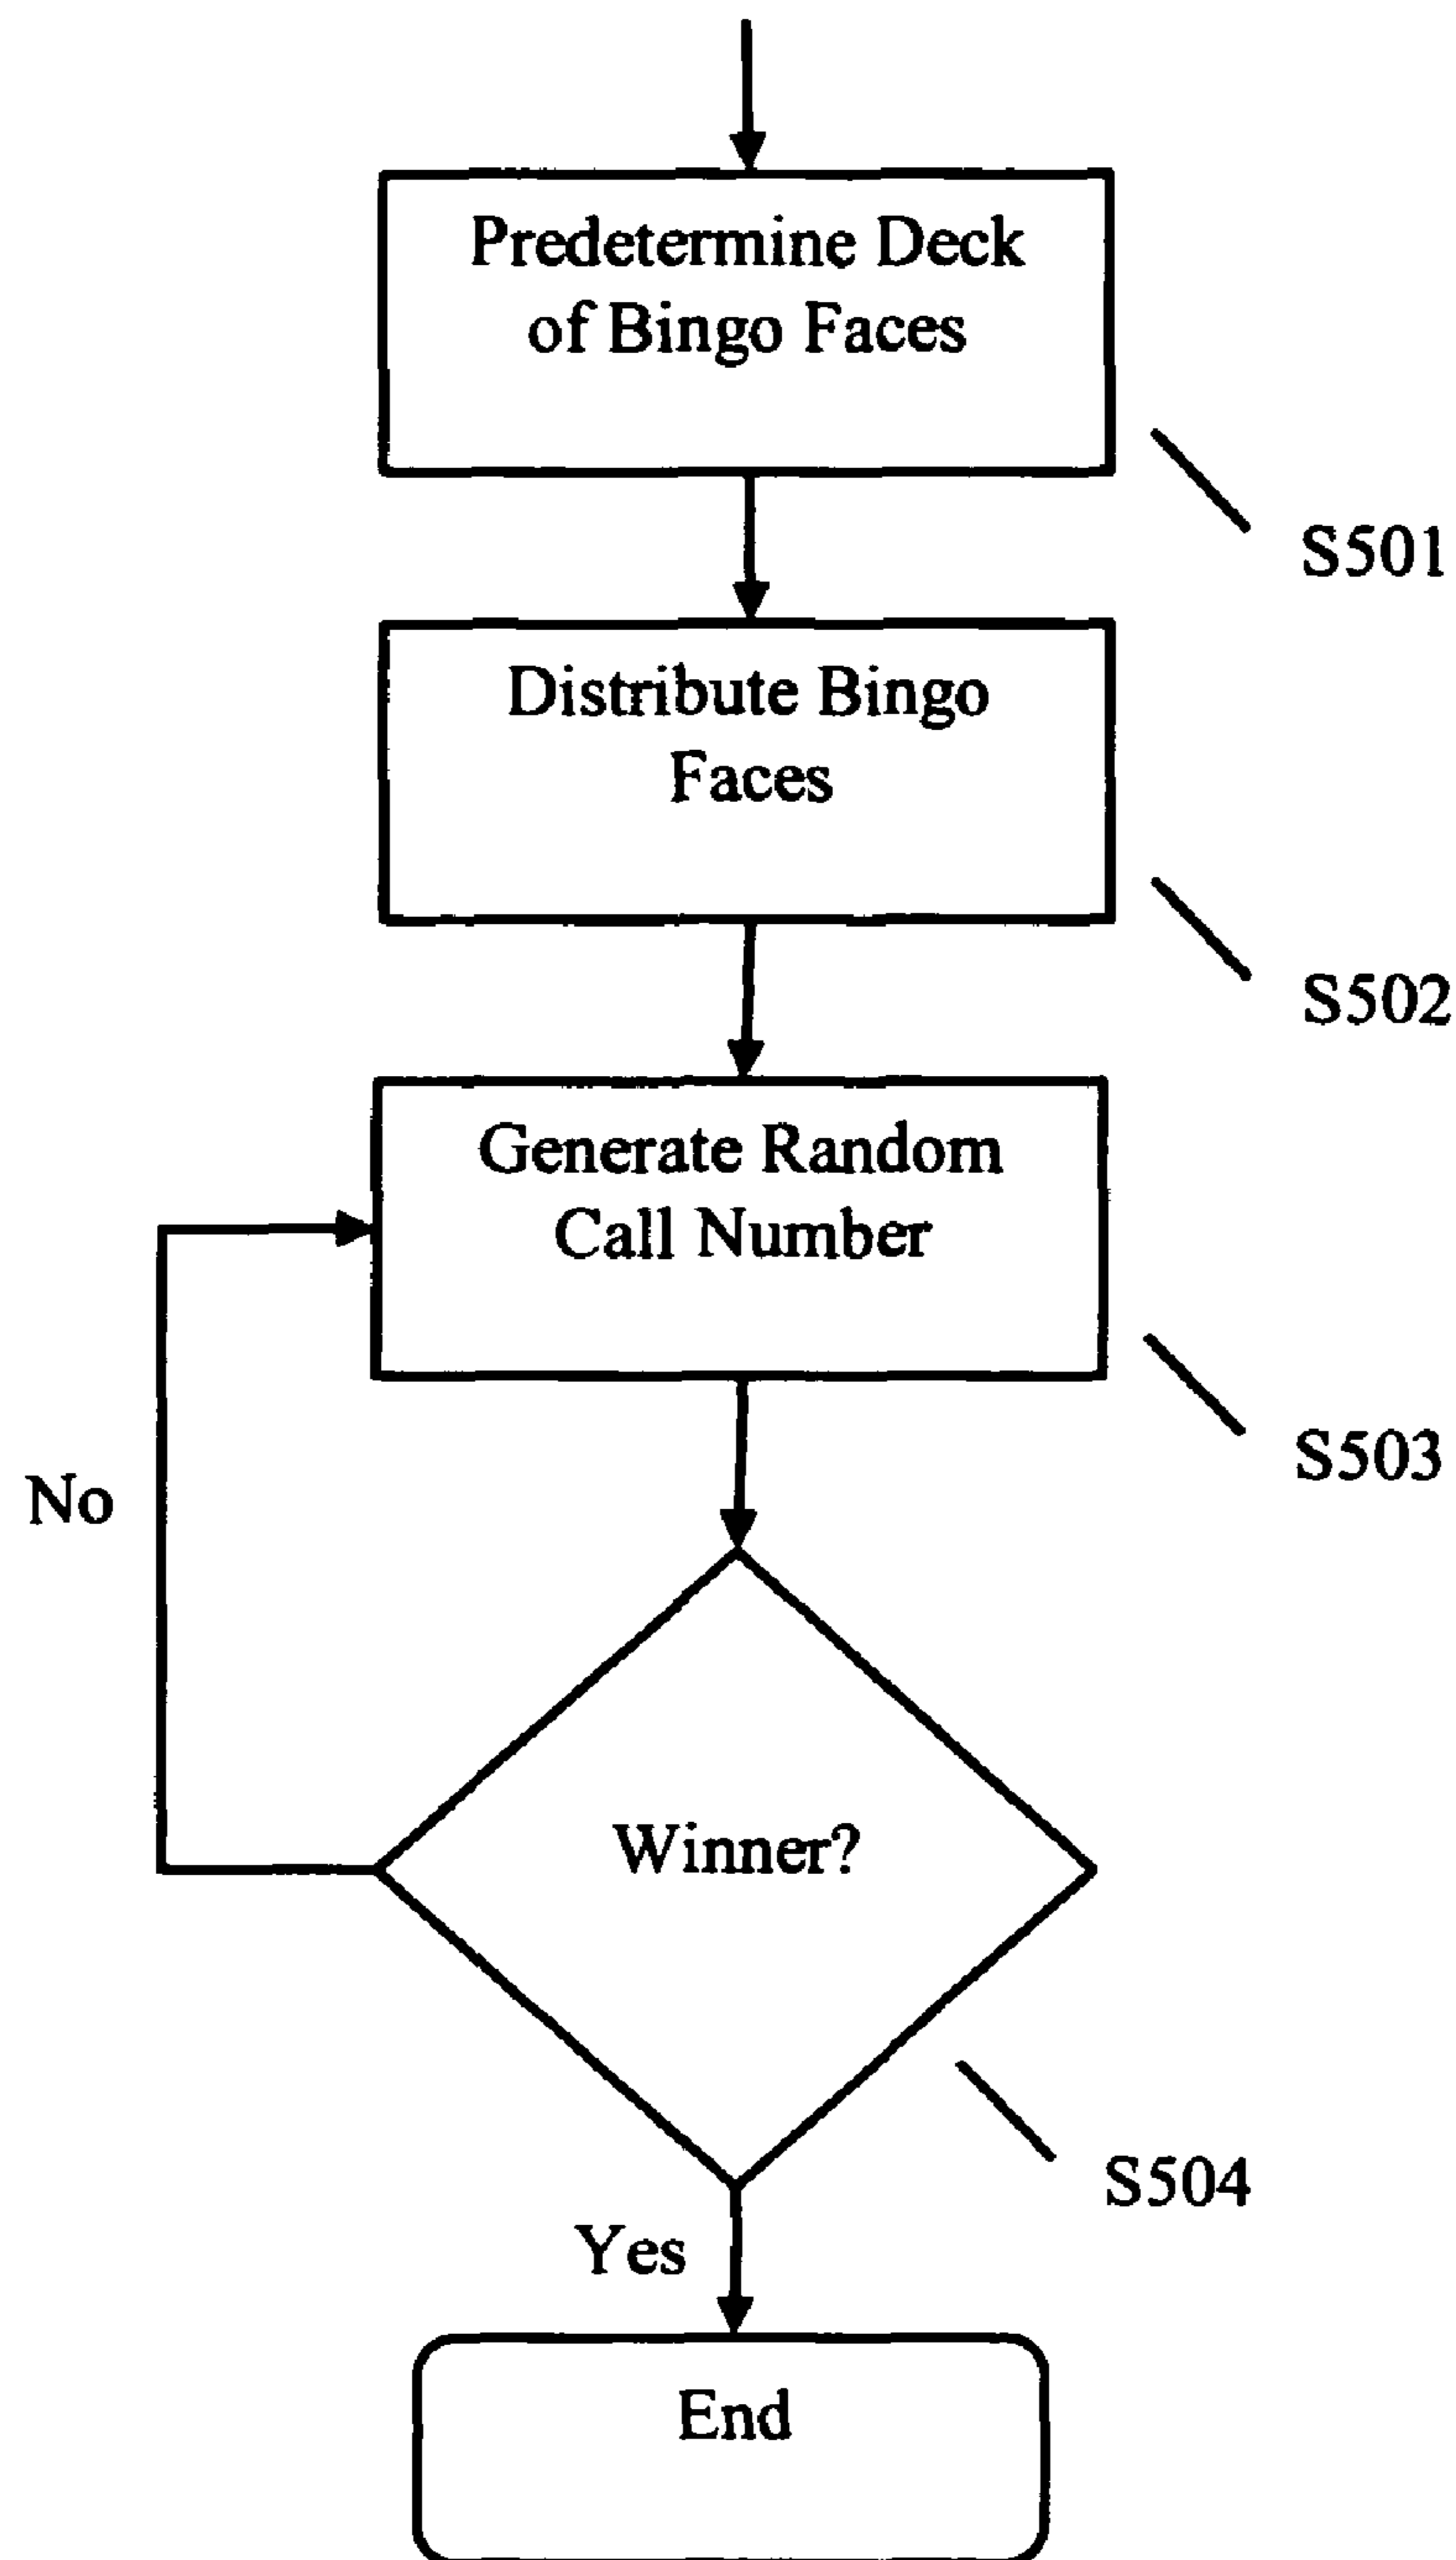 Predetermine Deck
of Bingo Faces
S501
Distribute Bingo
Faces
S502
Generate Random
Call Number
S503
No
Winner?
S504
Yes
End